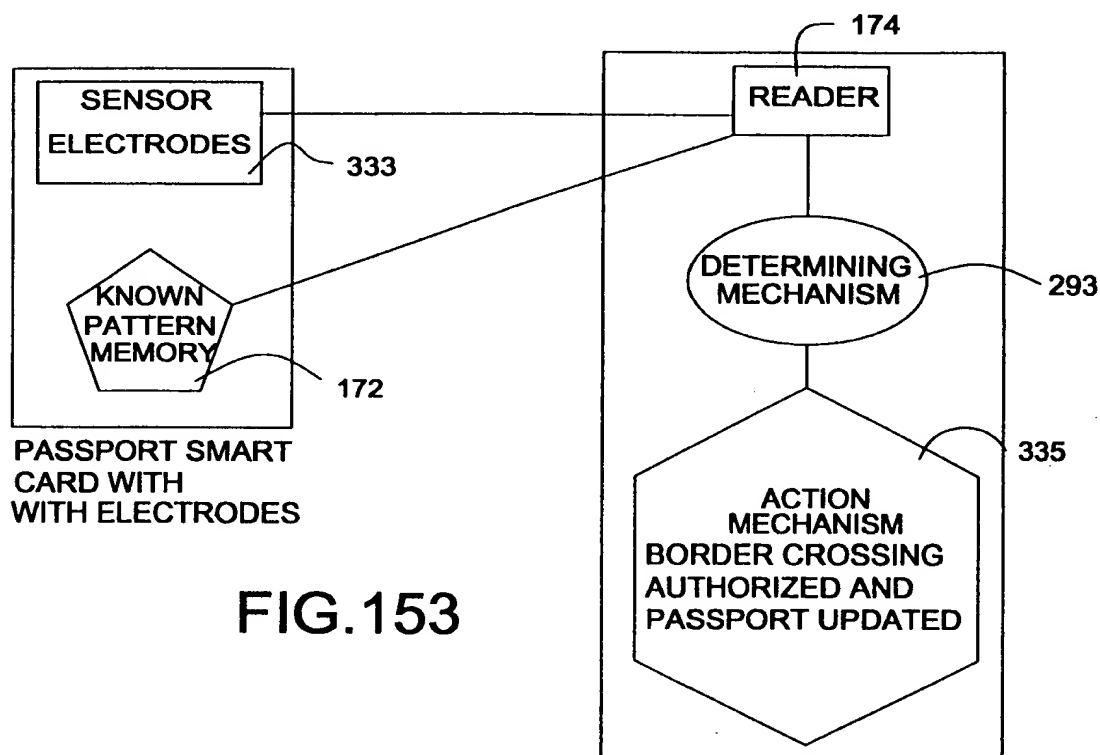 174
SENSOR
ELECTRODES
333
READER
KNOWN
PATTERN
MEMORY
172
DETERMINING
MECHANISM
293
PASSPORT SMART
CARD WITH
WITH ELECTRODES
335
ACTION
MECHANISM
BORDER CROSSING
AUTHORIZED AND
PASSPORT UPDATED
FIG.153